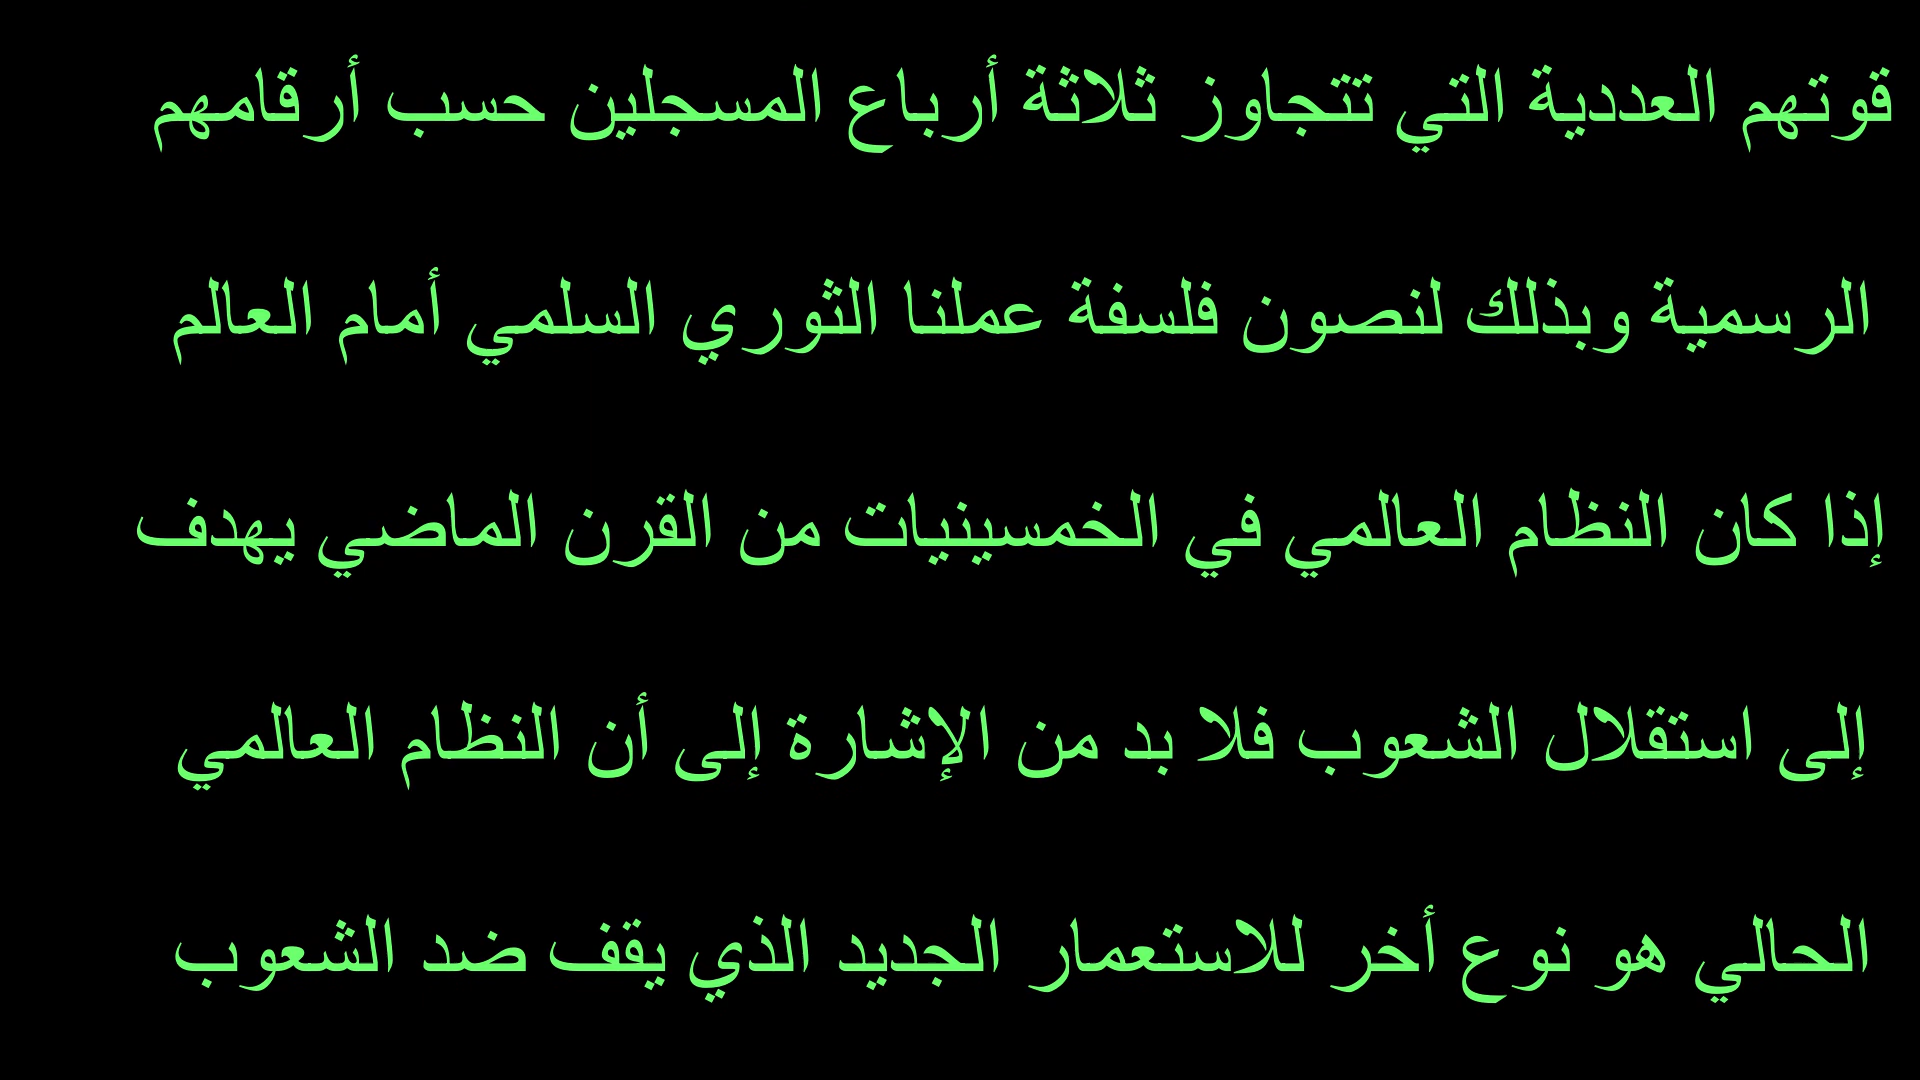 قوتهم العددية التي تتجاوز ثلاثة أرباع المسجلين حسب أرقامهم
الرسمية وبذلك لنصون فلسفة عملنا الثوري السلمي أمام العالم
إذا كان النظام العالمي في الخمسينيات من القرن الماضي يهدف
إلى استقلال الشعوب فلا بد من الإشارة إلى أن النظام العالمي
الحالي هو نوع أخر للاستعمار الجديد الذي يقف ضد الشعوب